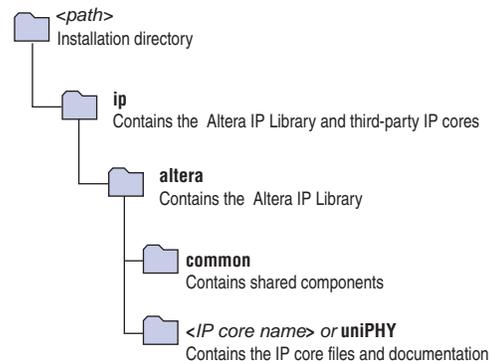 <path>
Installation directory
ip
Contains the Altera IP Library and third-party IP cores
altera
Contains the Altera IP Library
common
Contains shared components
<IP core name> or uniPHY
Contains the IP core files and documentation